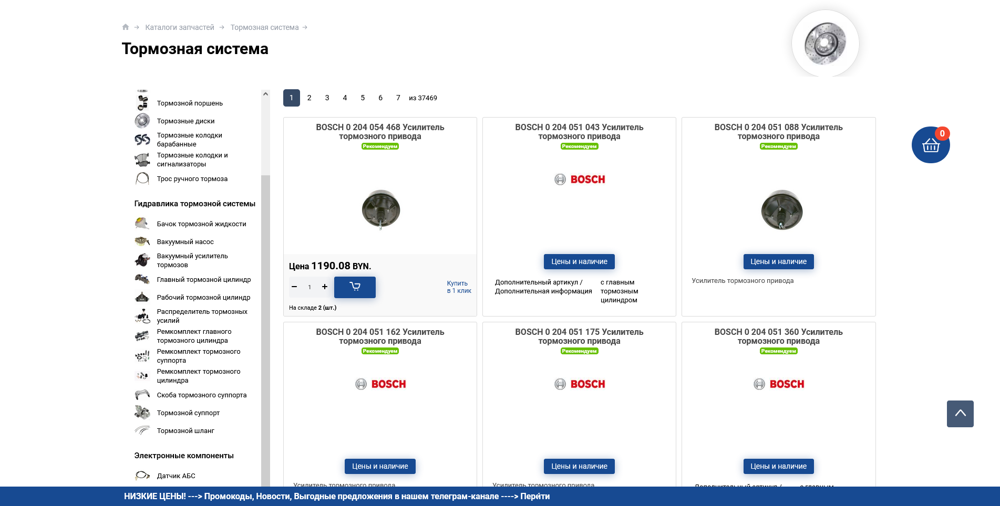 Каталоги запчастей
Тормозная система
Тормозная система
Тормозной поршень
Тормозные диски
Тормозные колодки
барабанные
Тормозные колодки и
сигнализаторы
Трос ручного тормоза
Гидравлика тормозной системы
Бачок тормозной жидкости
Вакуумный насос
Вакуумный усилитель
тормозов
Главный тормозной цилиндр
Рабочий тормозной цилиндр
Распределитель тормозных
усилий
Ремкомплект главного
тормозного цилиндра
Ремкомплект тормозного
суппорта
Ремкомплект тормозного
цилиндра
Скоба тормозного суппорта
Тормозной суппорт
Тормозной шланг
Электронные компоненты
Датчик АБС
1 2 3 4 5 6 7 из 37469
BOSCH 0 204 054 468 Усилитель
тормозного привода
Рекомендуем
Цена 1190.08 BYN.
1
Купить
в 1 клик
На складе 2 (шт.)
BOSCH 0 204 051 043 Усилитель
тормозного привода
Рекомендуем
BOSCH
Цены и наличие
Дополнительный артикул /
Дополнительная информация
с главным
тормозным
цилиндром
BOSCH 0 204 051 088 Усилитель
тормозного привода
Рекомендуем
Цены и наличие
Усилитель тормозного привода
0
BOSCH 0 204 051 162 Усилитель
тормозного привода
Рекомендуем
BOSCH
Цены и наличие
Усилитель тормозного привода
BOSCH 0 204 051 175 Усилитель
тормозного привода
Рекомендуем
BOSCH
Цены и наличие
Усилитель тормозного привода
BOSCH 0 204 051 360 Усилитель
тормозного привода
Рекомендуем
BOSCH
Цены и наличие
Дополнительный артикул /
с главным
НИЗКИЕ ЦЕНЫ! ---> Промокоды, Новости, Выгодные предложения в нашем телеграм-канале ----> Перейти